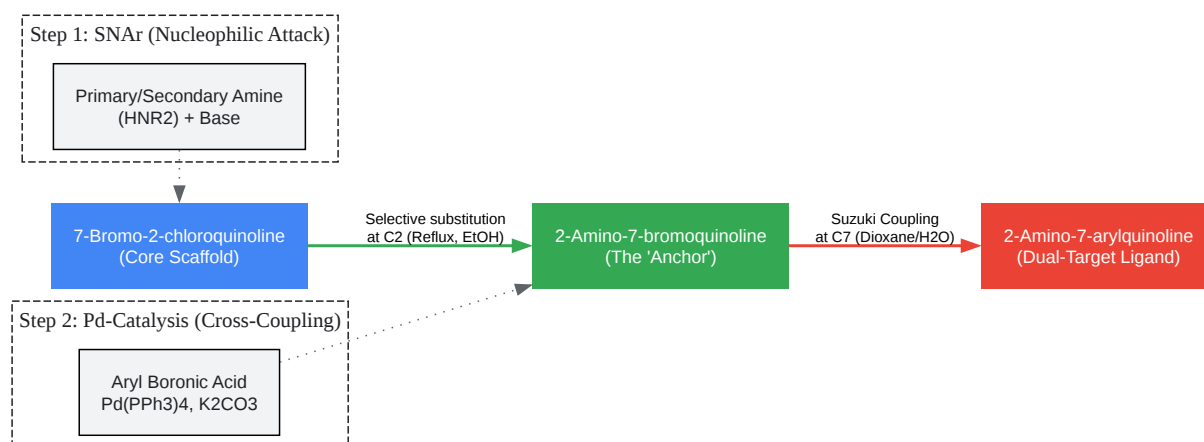 Step 1: SNAr (Nucleophilic Attack)
Primary/Secondary Amine
(HNR2) + Base
7-Bromo-2-chloroquinoline
(Core Scaffold)
Selective substitution
at C2 (Reflux, EtOH)
2-Amino-7-bromoquinoline
(The 'Anchor')
Suzuki Coupling
at C7 (Dioxane/H2O)
2-Amino-7-arylquinoline
(Dual-Target Ligand)
Step 2: Pd-Catalysis (Cross-Coupling)
Aryl Boronic Acid
Pd(PPh3)4, K2CO3